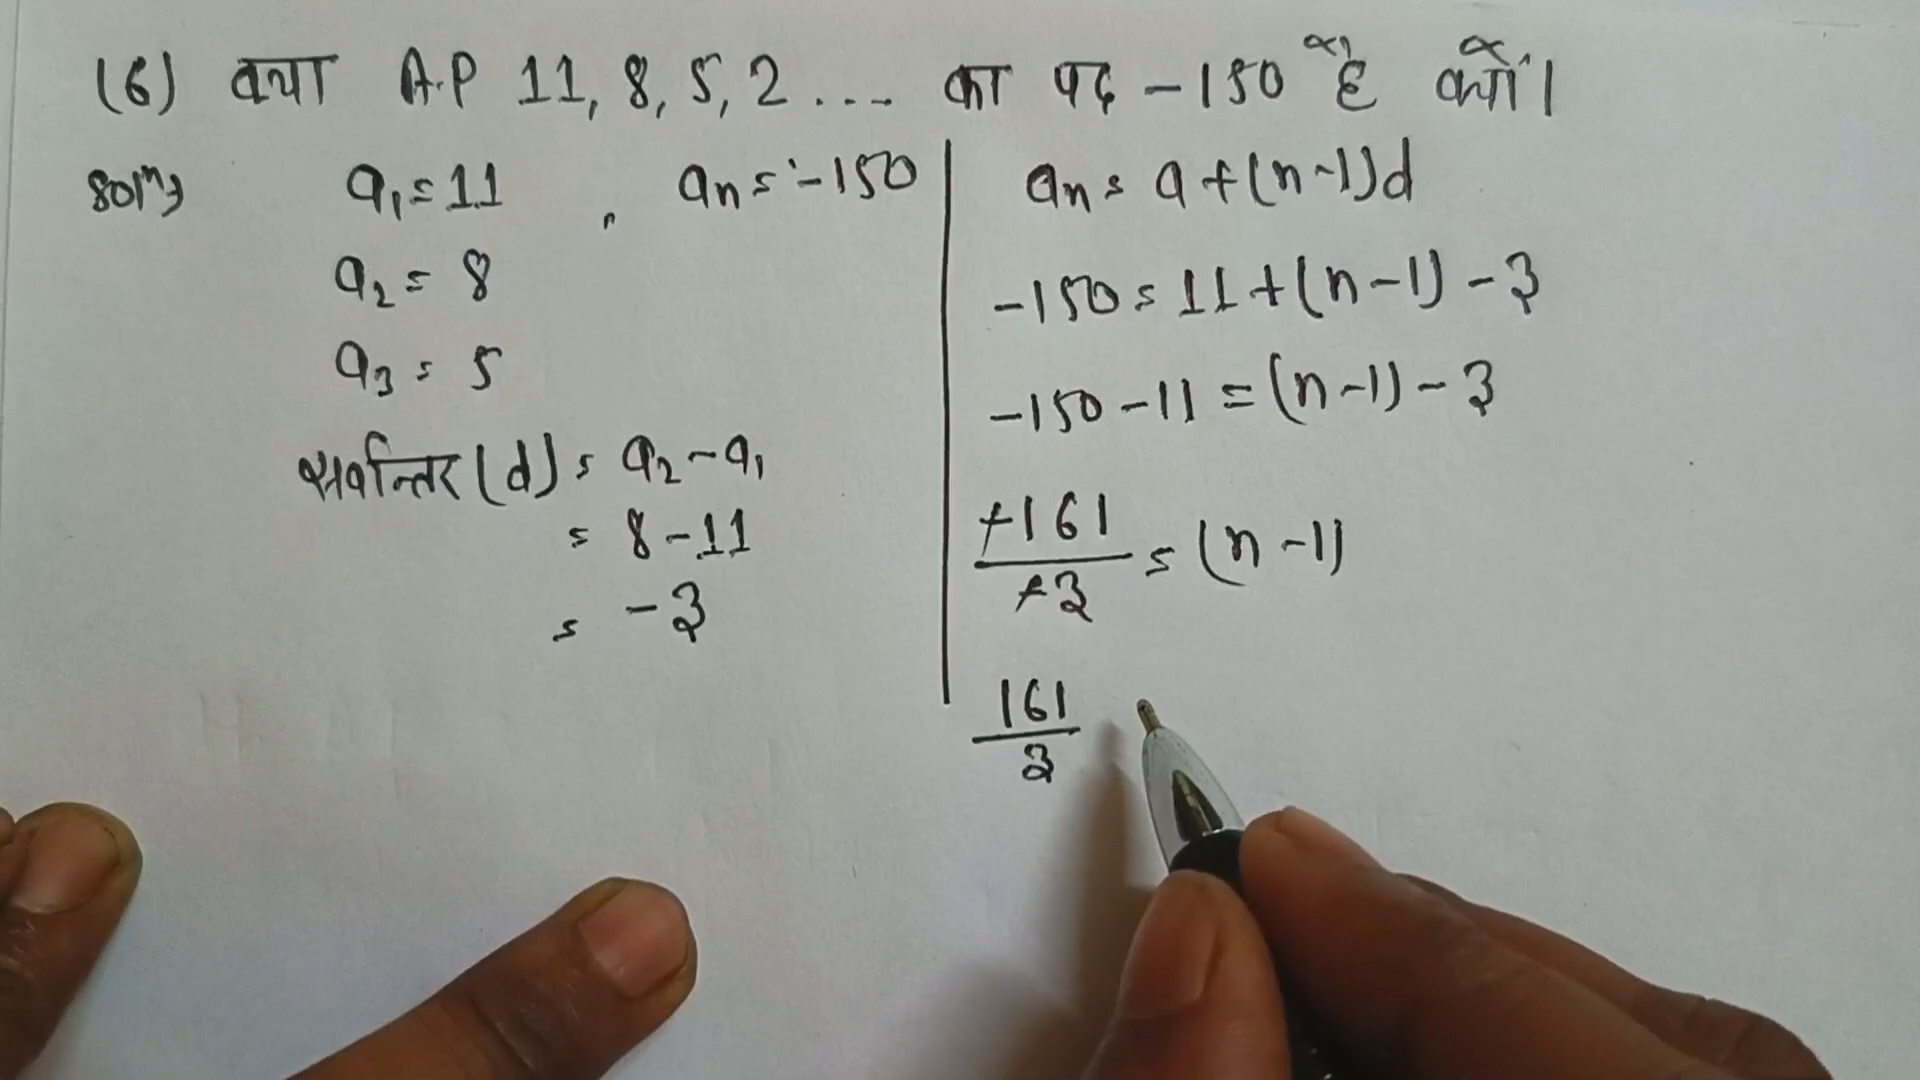 (6) क्या A.P 11, 8, 5, 2 .... का पद -150 है क्यों।
Soln,
a1 = 11 , an = -150
a2 = 8
a3 = 5
सर्वान्तर (d) = a2 - a1
= 8 - 11
= - 3
an = a + (n-1)d
-150 = 11 + (n-1) - 3
-150 - 11 = (n-1) - 3
-161/-3 = (n-1)
161/3